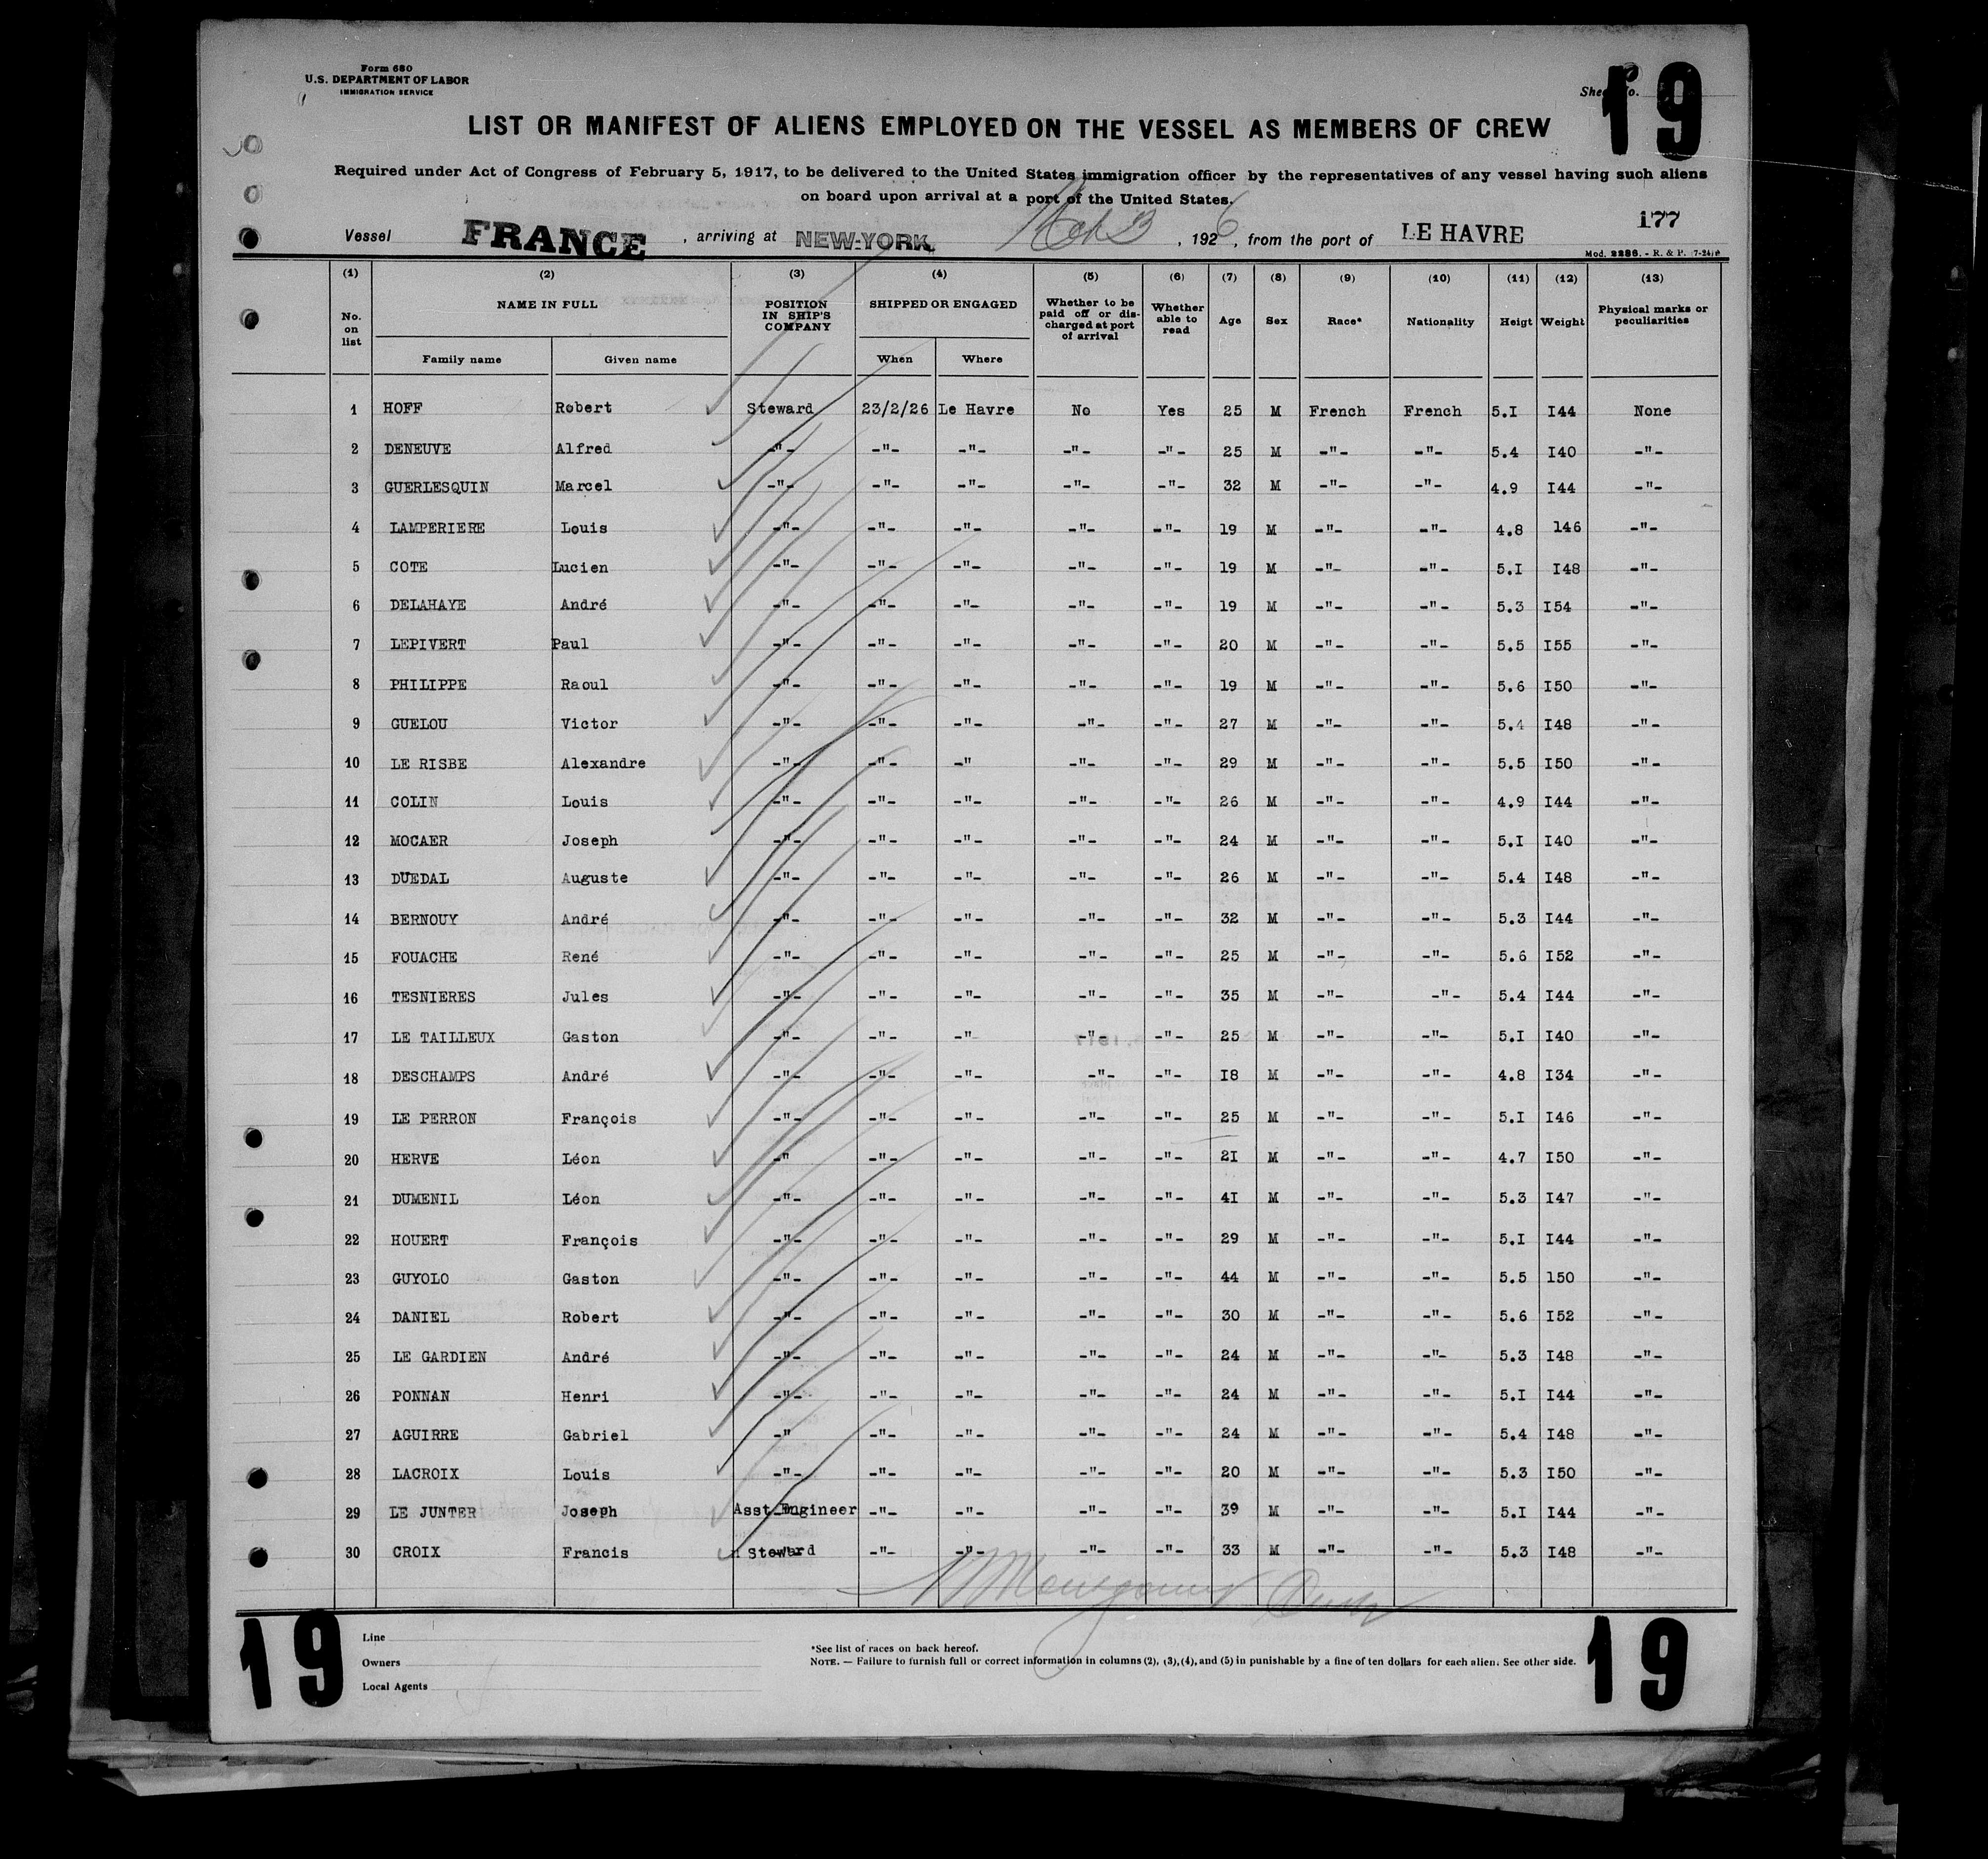 Form 680
U.S. DEPARTMENT OF LABOR
IMMIGRATION SERVICE
Sheet No.
19
LIST OR MANIFEST OF ALIENS EMPLOYED ON THE VESSEL AS MEMBERS OF CREW
Required under Act of Congress of February 5, 1917, to be delivered to the United States immigration officer by the representatives of any vessel having such aliens
on board upon arrival at a port of the United States.
177
Vessel FRANCE , arriving at NEW-YORK 3 , 1926 , from the port of LE HAVRE
Mod. 2286. - R. & P. (7-24)
(1) (2) (3) (4) (5) (6) (7) (8) (9) (10) (11) (12) (13)
No. on list NAME IN FULL Family name Given name POSITION IN SHIP'S COMPANY SHIPPED OR ENGAGED When Where Whether to be paid off or discharged at port of arrival Whether able to read Age Sex Race* Nationality Heigt Weight Physical marks or peculiarities
1 HOFF Robert Steward 23/2/26 Le Havre No Yes 25 M French French 5.I I44 None
2 DENEUVE Alfred -"- -"- -"- -"- -"- 25 M -"- -"- 5.4 I40 -"-
3 GUERLESQUIN Marcel -"- -"- -"- -"- -"- 32 M -"- -"- 4.9 I44 -"-
4 LAMPERIERE Louis -"- -"- -"- -"- -"- 19 M -"- -"- 4.8 146 -"-
5 COTE Lucien -"- -"- -"- -"- -"- 19 M -"- -"- 5.I I48 -"-
6 DELAHAYE André -"- -"- -"- -"- -"- 19 M -"- -"- 5.3 I54 -"-
7 LEPIVERT Paul -"- -"- -"- -"- -"- 20 M -"- -"- 5.5 I55 -"-
8 PHILIPPE Raoul -"- -"- -"- -"- -"- 19 M -"- -"- 5.6 I50 -"-
9 GUELOU Victor -"- -"- -"- -"- -"- 27 M -"- -"- 5.4 I48 -"-
10 LE RISBE Alexandre -"- -"- -" -"- -"- 29 M -"- -"- 5.5 I50 -"-
11 COLIN Louis -"- -"- -"- -"- -"- 26 M -"- -"- 4.9 I44 -"-
12 MOCAER Joseph -"- -"- -"- -"- -"- 24 M -"- -"- 5.I I40 -"-
13 DUEDAL Auguste -"- -"- -"- -"- -"- 26 M -"- -"- 5.4 I48 -"-
14 BERNOUY André -"- -"- -"- -"- -"- 32 M -"- -"- 5.3 I44 -"-
15 FOUACHE René -"- -"- -"- -"- -"- 25 M -"- -"- 5.6 I52 -"-
16 TESNIERES Jules -"- -"- -"- -"- -"- 35 M -"- -"- 5.4 I44 -"-
17 LE TAILLEUX Gaston -"- -"- -"- -"- -"- 25 M -"- -"- 5.I I40 -"-
18 DESCHAMPS André -"- -"- -"- -"- -"- I8 M -"- -"- 4.8 I34 -"-
19 LE PERRON François -"- -"- -"- -"- -"- 25 M -"- -"- 5.I I46 -"-
20 HERVE Léon -" -"- -"- -"- -"- 2I M -"- -"- 4.7 I50 -"-
21 DUMENIL Léon -"- -"- -"- -"- -"- 4I M -"- -"- 5.3 I47 -"-
22 HOUERT François -"- -"- -"- -"- -"- 29 M -"- -"- 5.I I44 -"-
23 GUYOLO Gaston -"- -"- -"- -"- -"- 44 M -"- -"- 5.5 150 -"-
24 DANIEL Robert -"- -"- -"- -"- -"- 30 M -"- -"- 5.6 I52 -"-
25 LE GARDIEN André -"- -"- -"- -"- -"- 24 M -"- -"- 5.3 I48 -"-
26 PONNAN Henri -"- -"- -"- -"- -"- 24 M -"- -"- 5.I I44 -"-
27 AGUIRRE Gabriel -" -"- -"- -"- -"- 24 M -"- -"- 5.4 I48 -"-
28 LACROIX Louis -"- -"- -"- -"- -"- 20 M -"- -"- 5.3 I50 -"-
29 LE JUNTER Joseph Asst Engineer -"- -"- -"- -"- 39 M -"- -"- 5.I I44 -"-
30 CROIX Francis Steward -"- -"- -"- -"- 33 M -"- -"- 5.3 I48 -"-
19
Line
Owners
Local Agents
*See list of races on back hereof.
NOTE. — Failure to furnish full or correct information in columns (2), (3), (4), and (5) in punishable by a fine of ten dollars for each alien. See other side.
19